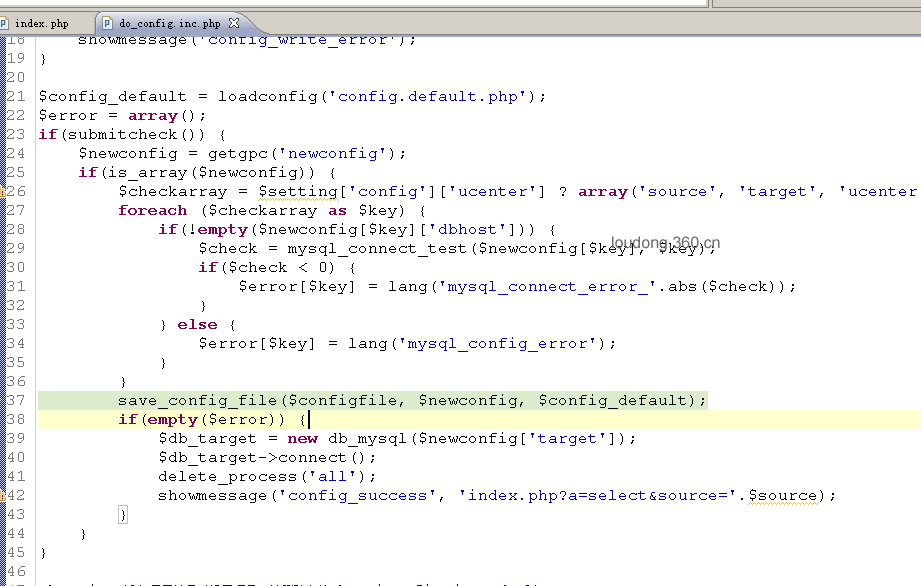 index.php do_config.inc.php
18 showmessage('config_write_error');
19 }
20
21 $config_default = loadconfig('config.default.php');
22 $error = array();
23 if(submitcheck()) {
24 $newconfig = getgpc('newconfig');
25 if(is_array($newconfig)) {
26 $checkarray = $setting['config']['ucenter'] ? array('source', 'target', 'ucenter
27 foreach ($checkarray as $key) {
28 if(!empty($newconfig[$key]['dbhost'])) {
29 $check = mysql_connect_test($newconfig[$key], $key);
loudong.360.cn
30 if($check < 0) {
31 $error[$key] = lang('mysql_connect_error_'.abs($check));
32 }
33 } else {
34 $error[$key] = lang('mysql_config_error');
35 }
36 }
37 save_config_file($configfile, $newconfig, $config_default);
38 if(empty($error)) {
39 $db_target = new db_mysql($newconfig['target']);
40 $db_target->connect();
41 delete_process('all');
42 showmessage('config_success', 'index.php?a=select&source='.$source);
43 }
44 }
45 }
46